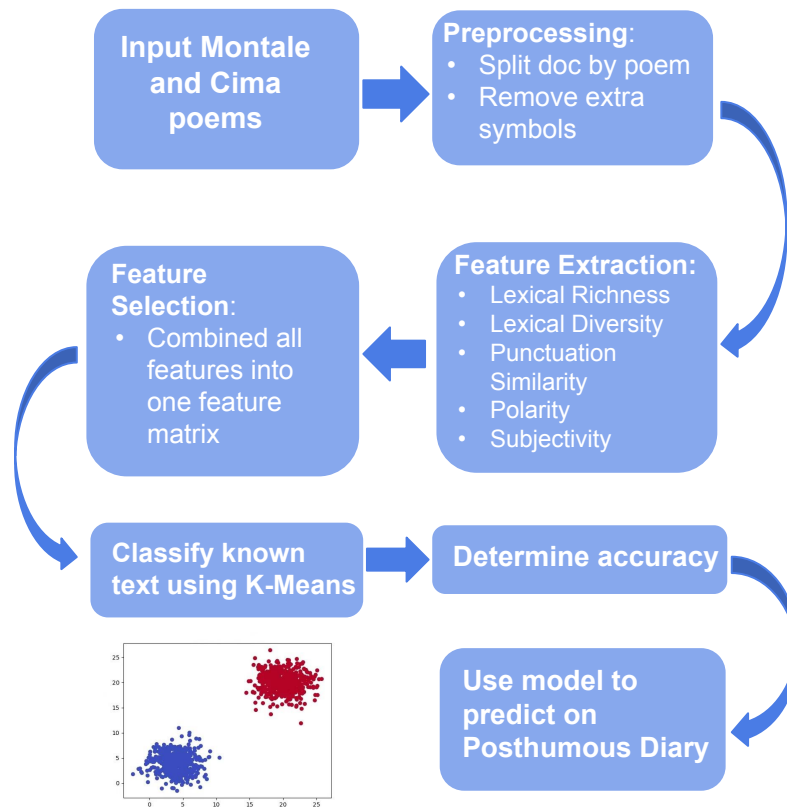 Input Montale
and Cima
poems
Preprocessing:
• Split doc by poem
• Remove extra
symbols
Feature Extraction:
• Lexical Richness
• Lexical Diversity
• Punctuation
Similarity
• Polarity
• Subjectivity
Feature
Selection:
• Combined all
features into
one feature
matrix
Classify known
text using K-Means
Determine accuracy
25
20
15
10
5
0
0 5 10 15 20 25
Use model to
predict on
Posthumous Diary